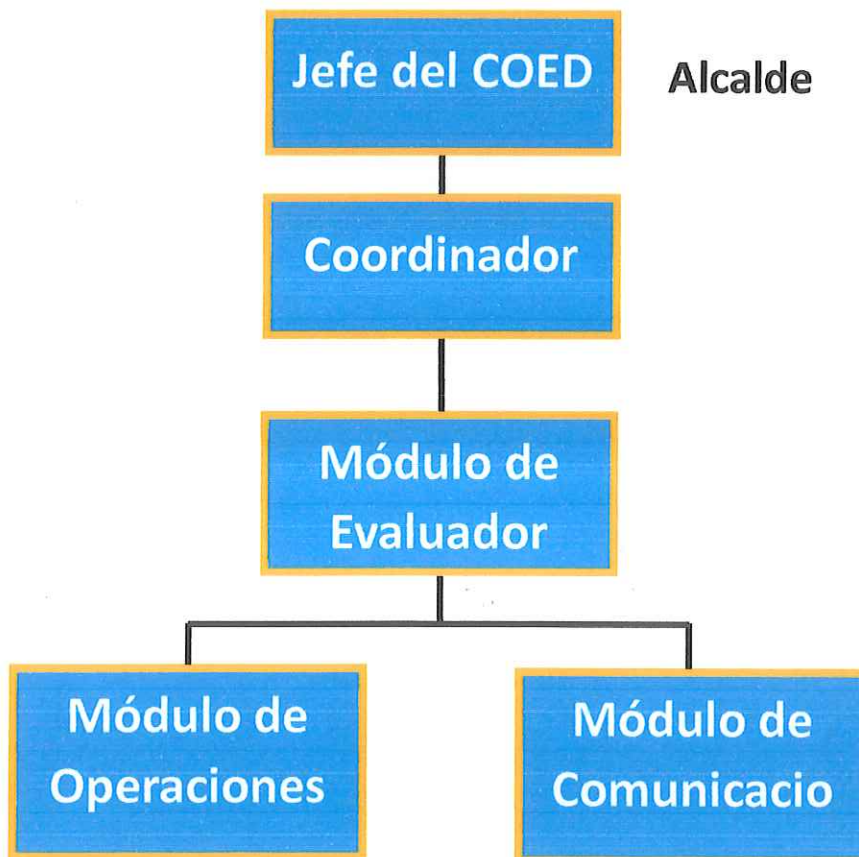 Jefe del COED
Alcalde
Coordinador
Módulo de
Evaluador
Módulo de
Operaciones
Módulo de
Comunicacio